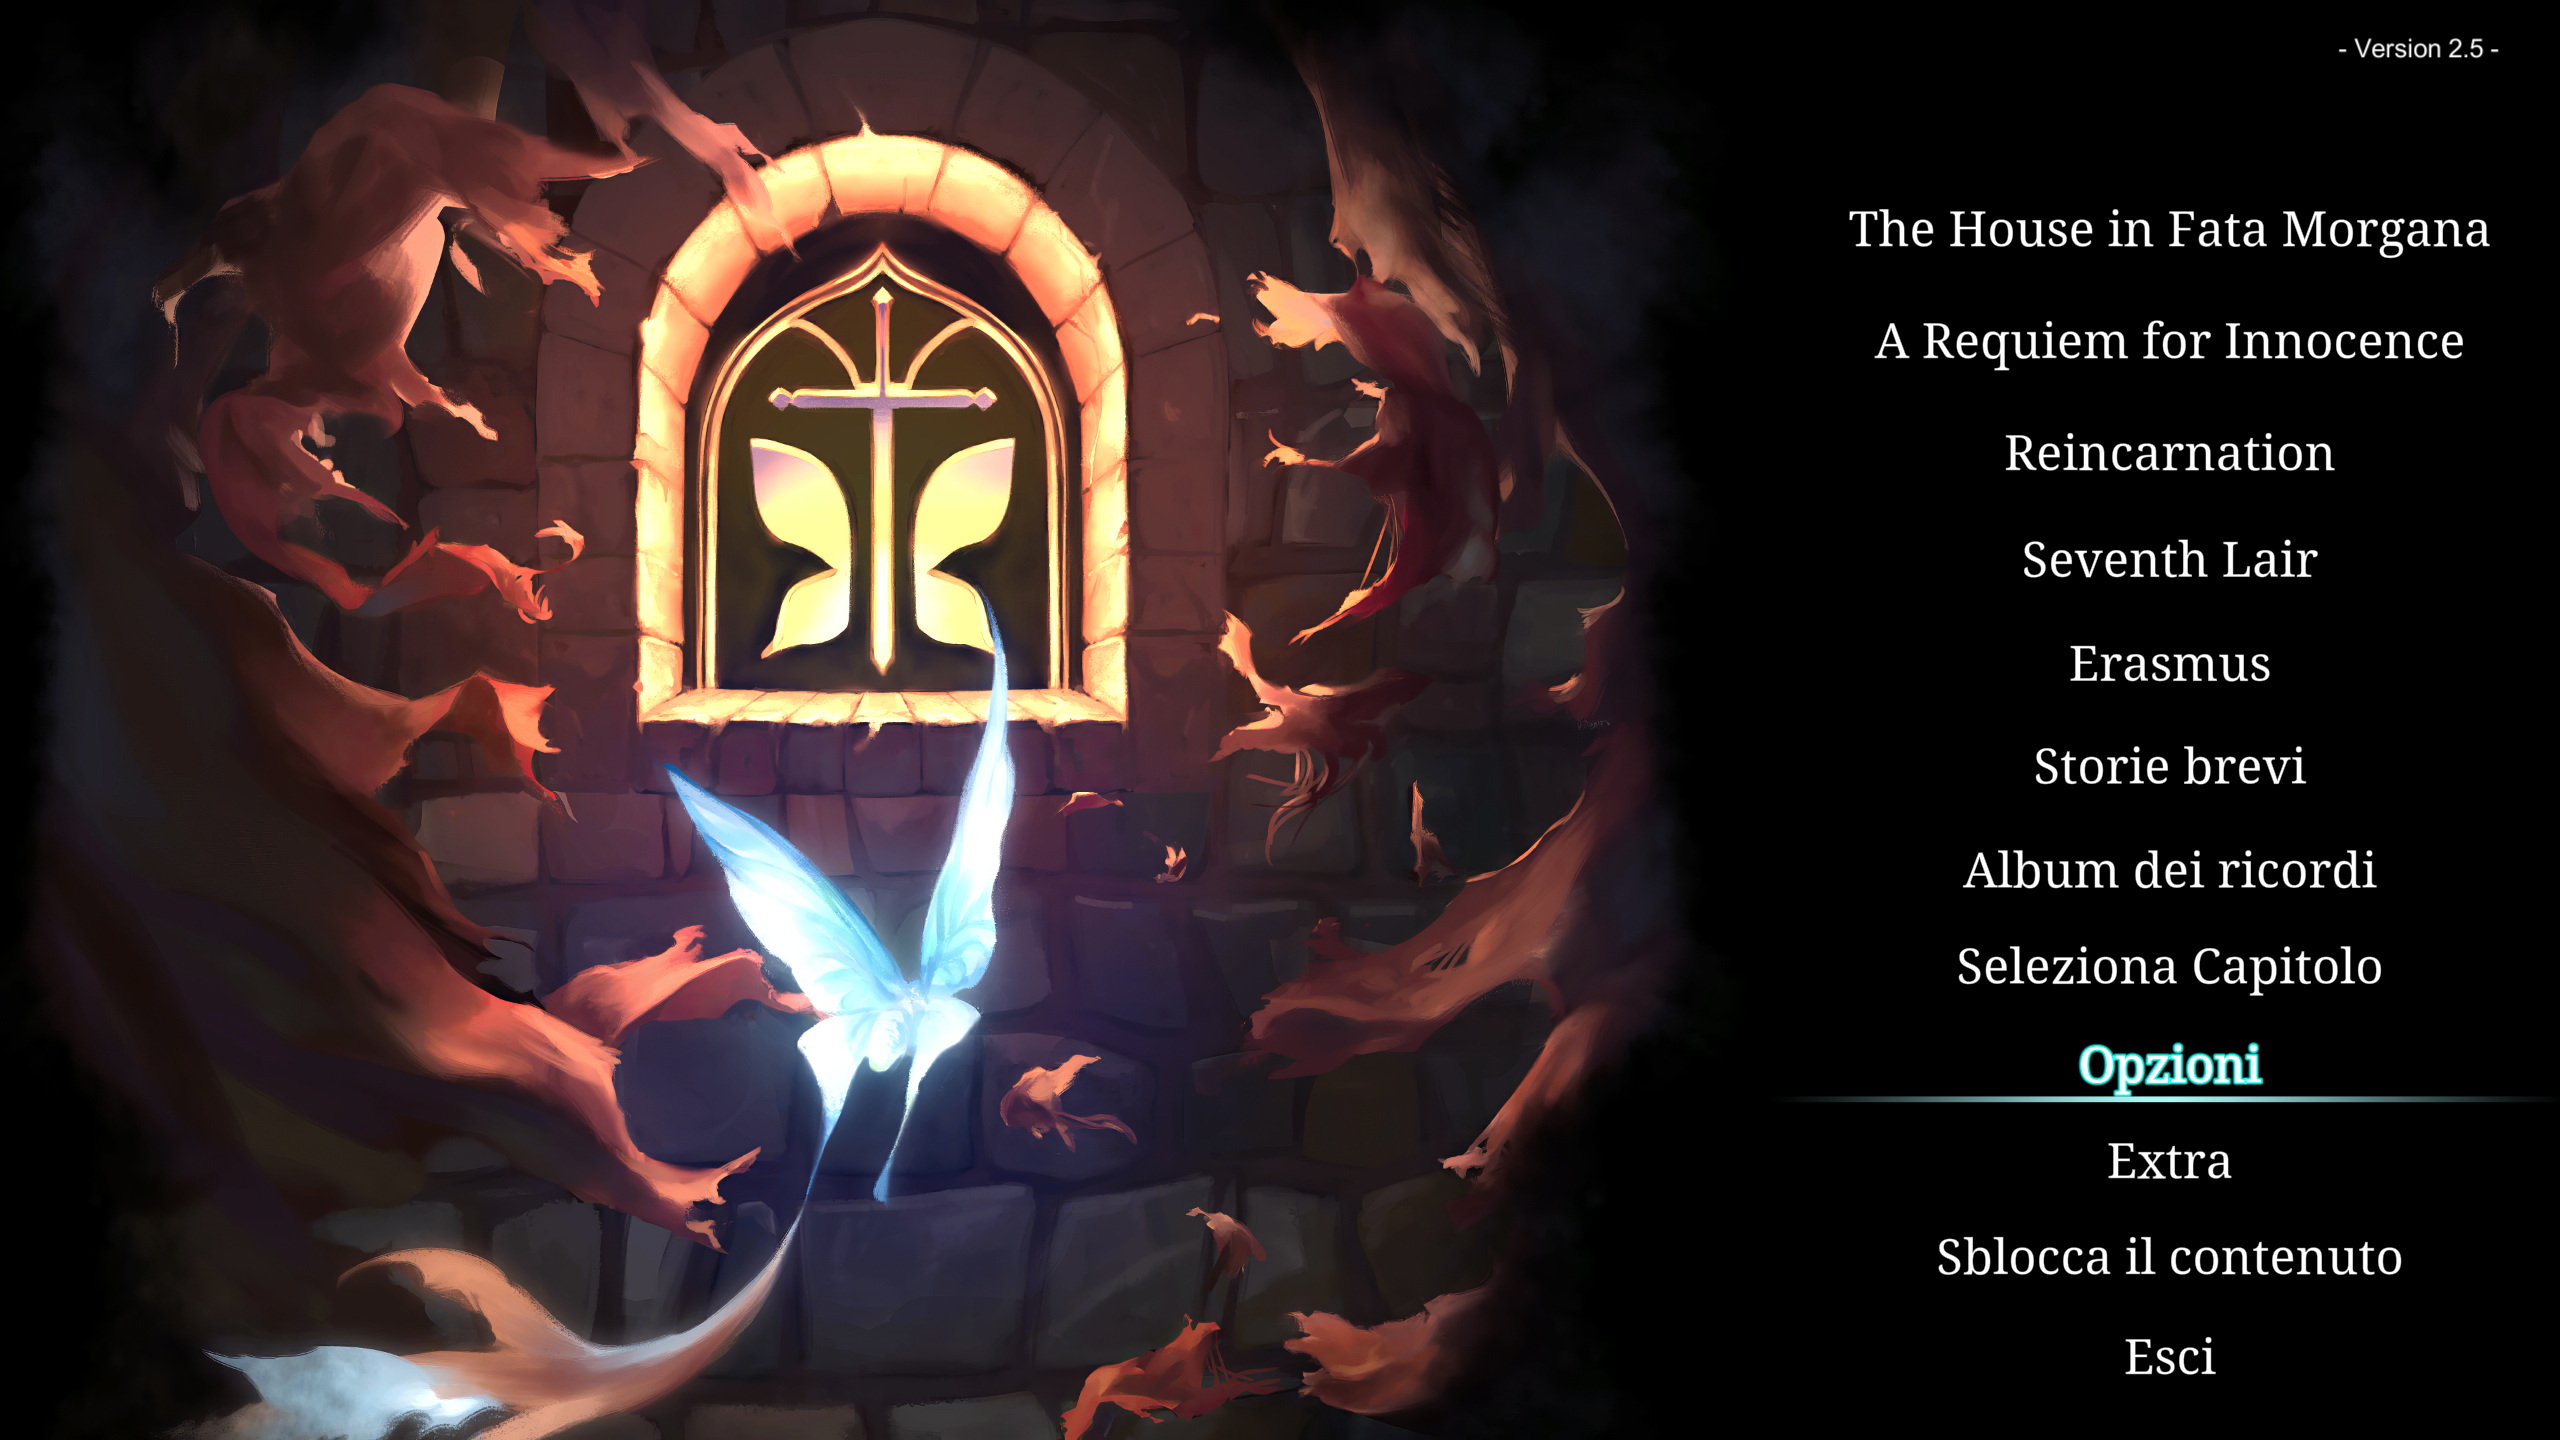 - Version 2.5 -
The House in Fata Morgana
A Requiem for Innocence
Reincarnation
Seventh Lair
Erasmus
Storie brevi
Album dei ricordi
Seleziona Capitolo
Opzioni
Extra
Sblocca il contenuto
Esci